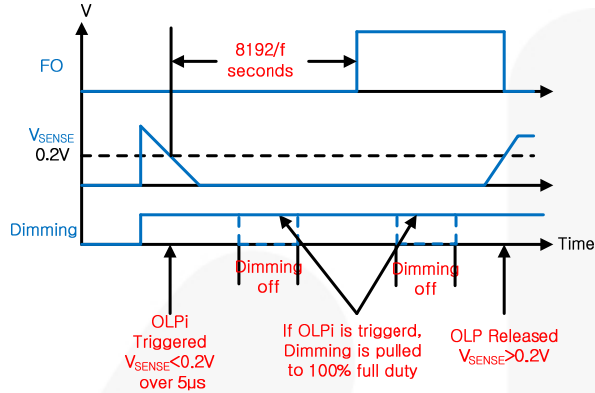 V
FO
8192/f
seconds
VSENSE
0.2V
Dimming
Time
Dimming
off
Dimming
off
OLPi
Triggered
VSENSE<0.2V
over 5µs
If OLPi is triggerd,
Dimming is pulled
to 100% full duty
OLP Released
VSENSE>0.2V